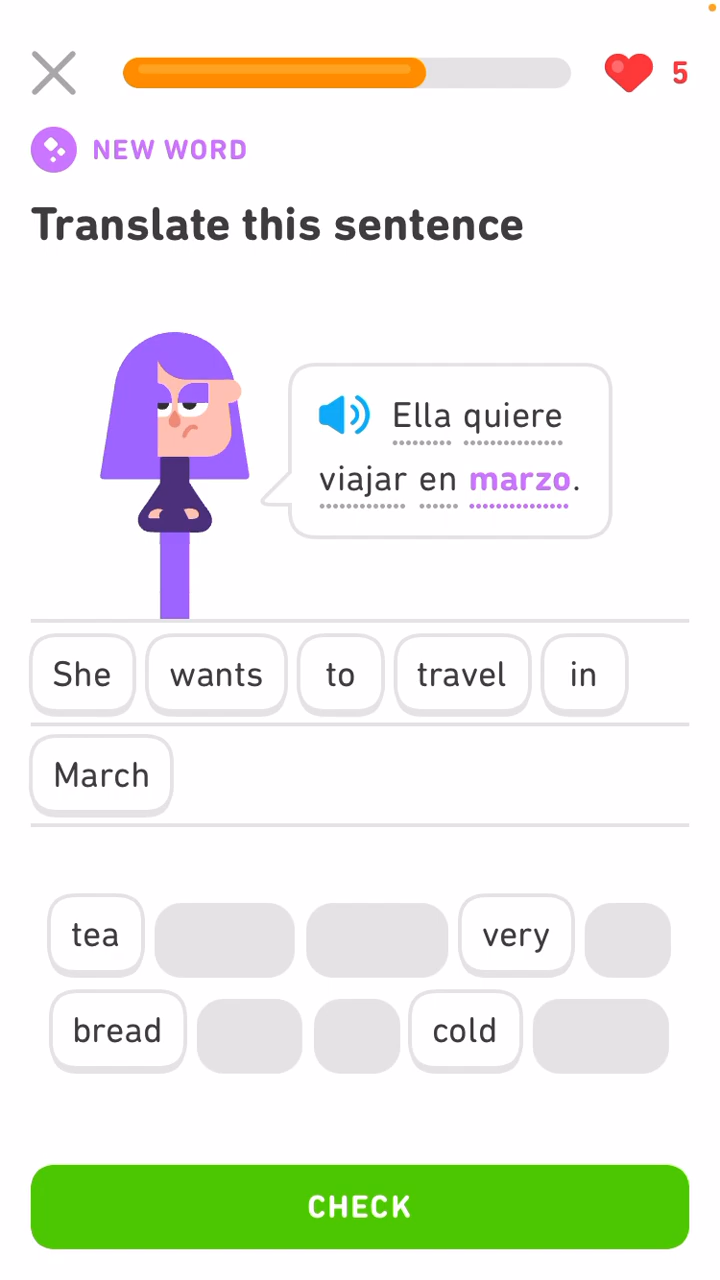 5
NEW WORD
Translate this sentence
Ella quiere
viajar en marzo.
She wants to travel in
March
tea very
bread cold
CHECK